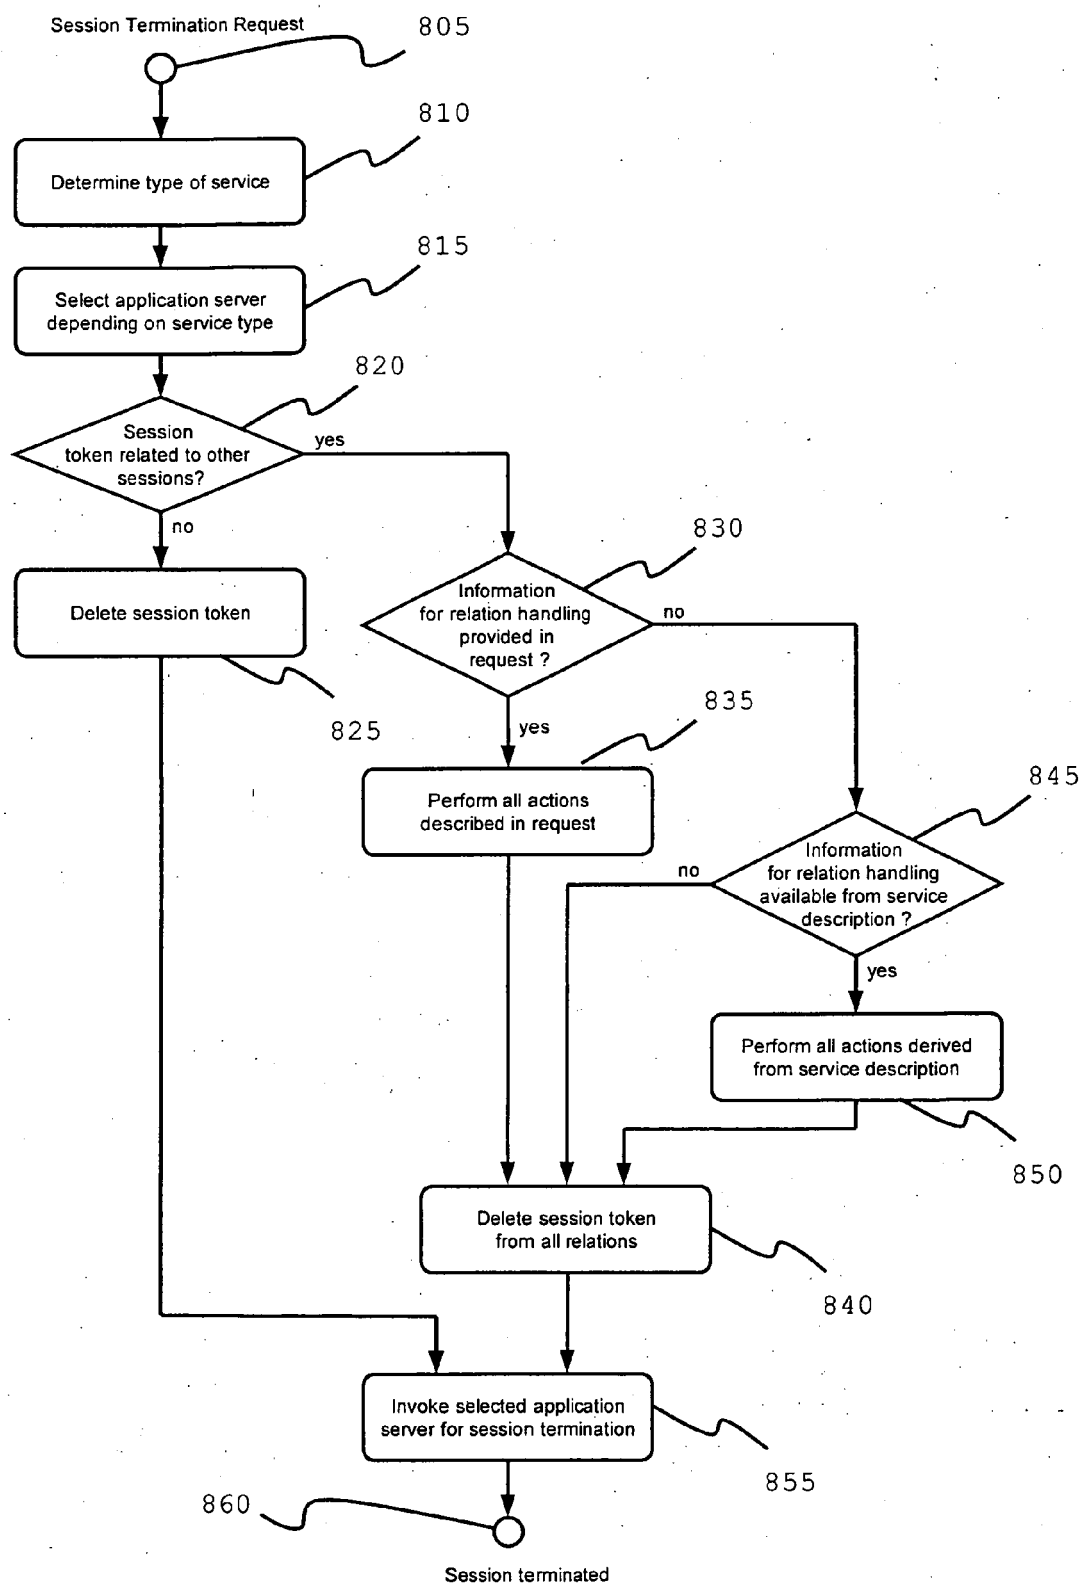 Session Termination Request
805
810
Determine type of service
815
Select application server
depending on service type
820
Session
token related to other
sessions?
yes
no
830
Information
for relation handling
provided in
request ?
no
Delete session token
825
yes
835
Perform all actions
described in request
845
Information
for relation handling
available from service
description ?
no
yes
Perform all actions derived
from service description
850
Delete session token
from all relations
840
Invoke selected application
server for session termination
855
860
Session terminated